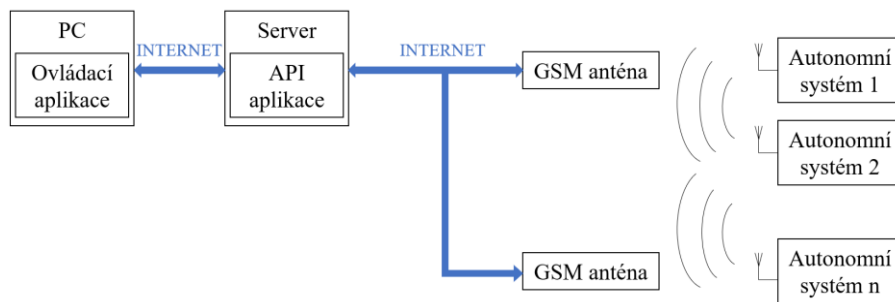 PC
Ovládací
aplikace
INTERNET
Server
API
aplikace
INTERNET
GSM anténa
Autonomní
systém 1
Autonomní
systém 2
GSM anténa
Autonomní
systém n